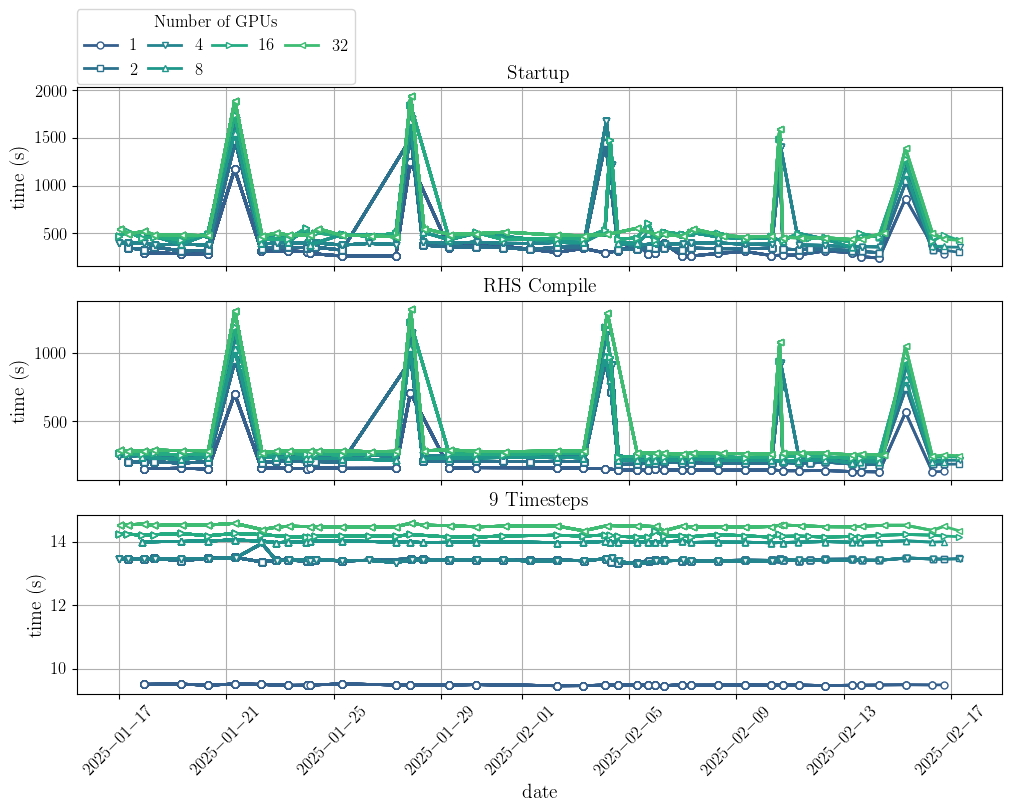 Number of GPUs
1 4 16 32
2 8
Startup
2000
1500
1000
500
time (s)
RHS Compile
1000
500
time (s)
9 Timesteps
14
12
10
time (s)
2025−01−17 2025−01−21 2025−01−25 2025−01−29 2025−02−01 2025−02−05 2025−02−09 2025−02−13 2025−02−17
date